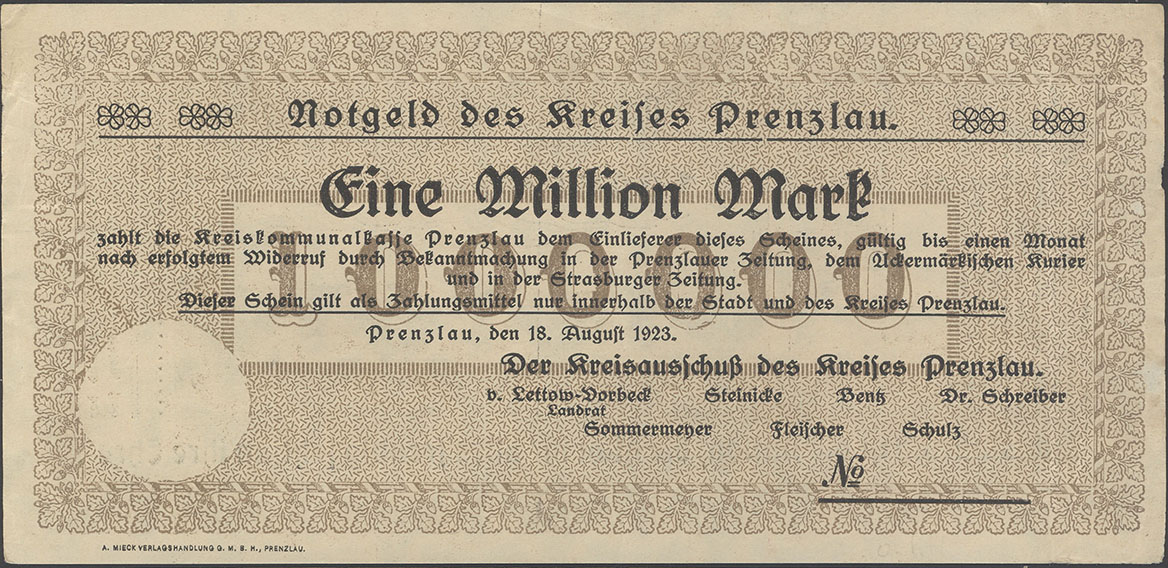 Notgeld des Kreises Prenzlau.
Eine Million Mark
1000000
zahlt die Kreiskommunalkasse Prenzlau dem Einlieferer dieses Scheines, gültig bis einen Monat
nach erfolgtem Widerruf durch Bekanntmachung in der Prenzlauer Zeitung, dem Uckermärkischen Kurier
und in der Strasburger Zeitung.
Dieser Schein gilt als Zahlungsmittel nur innerhalb der Stadt und des Kreises Prenzlau.
Prenzlau, den 18. August 1923.
Der Kreisausschuß des Kreises Prenzlau.
v. Lettow-Vorbeck Steinicke Bentz Dr. Schreiber
Landrat
Sommermeyer Fleischer Schulz
No
A. MIECK VERLAGSHANDLUNG G. M. B. H., PRENZLAU.